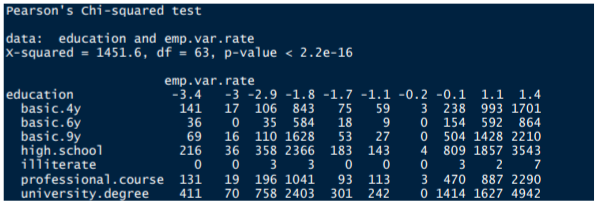 Pearson's Chi-squared test
data: education and emp.var.rate
X-squared = 1451.6, df = 63, p-value < 2.2e-16
emp.var.rate
education -3.4 -3 -2.9 -1.8 -1.7 -1.1 -0.2 -0.1 1.1 1.4
basic.4y 141 17 106 843 75 59 3 238 993 1701
basic.6y 36 0 35 584 18 9 0 154 592 864
basic.9y 69 16 110 1628 53 27 0 504 1428 2210
high.school 216 36 358 2366 183 143 4 809 1857 3543
illiterate 0 0 3 3 0 0 0 3 2 7
professional.course 131 19 196 1041 93 113 3 470 887 2290
university.degree 411 70 758 2403 301 242 0 1414 1627 4942